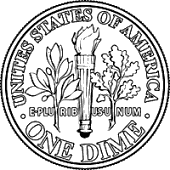 UNITED STATES OF AMERICA
E·PLURIBUS UNUM
· ONE DIME ·